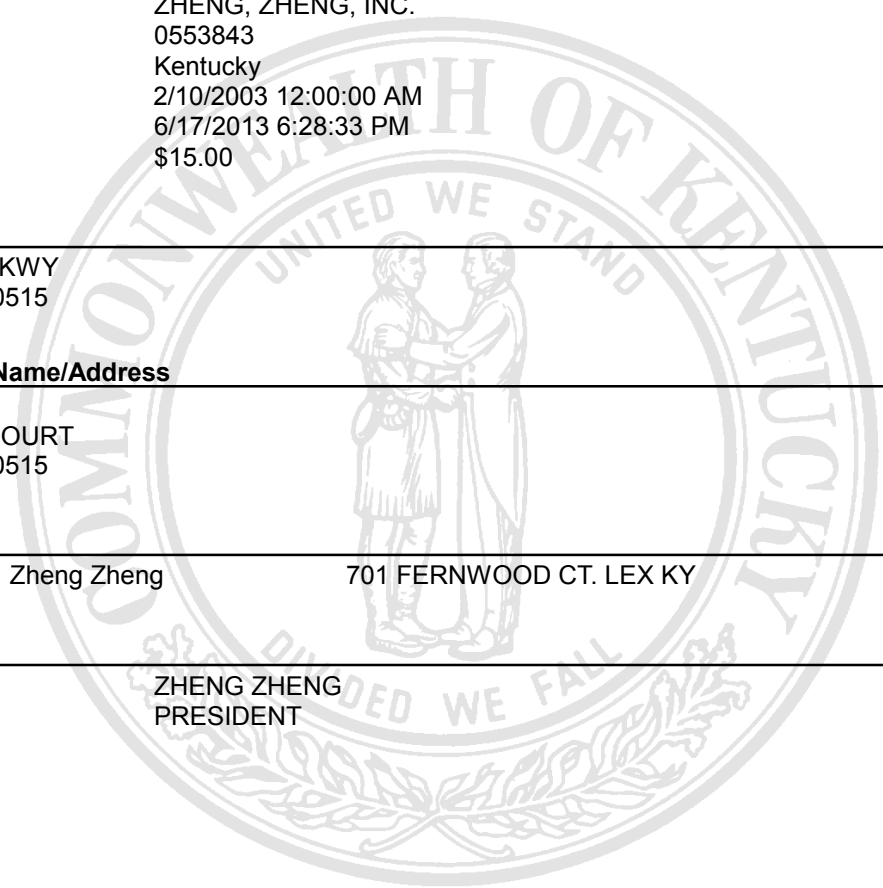 ZHENG, ZHENG, INC.
0553843
Kentucky
2/10/2003 12:00:00 AM
6/17/2013 6:28:33 PM
$15.00
KWY
0515
Name/Address
OURT
0515
Zheng Zheng 701 FERNWOOD CT. LEX KY
ZHENG ZHENG
PRESIDENT
COMMONWEALTH OF KENTUCKY
UNITED WE STAND
DIVIDED WE FALL